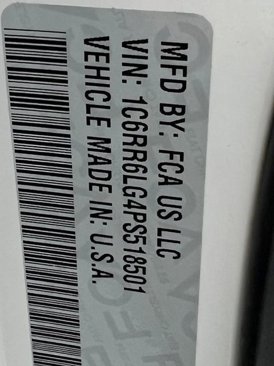 MFD BY: FCA US LLC
VIN: 1C6RR6LG4PS518501
VEHICLE MADE IN: U.S.A.